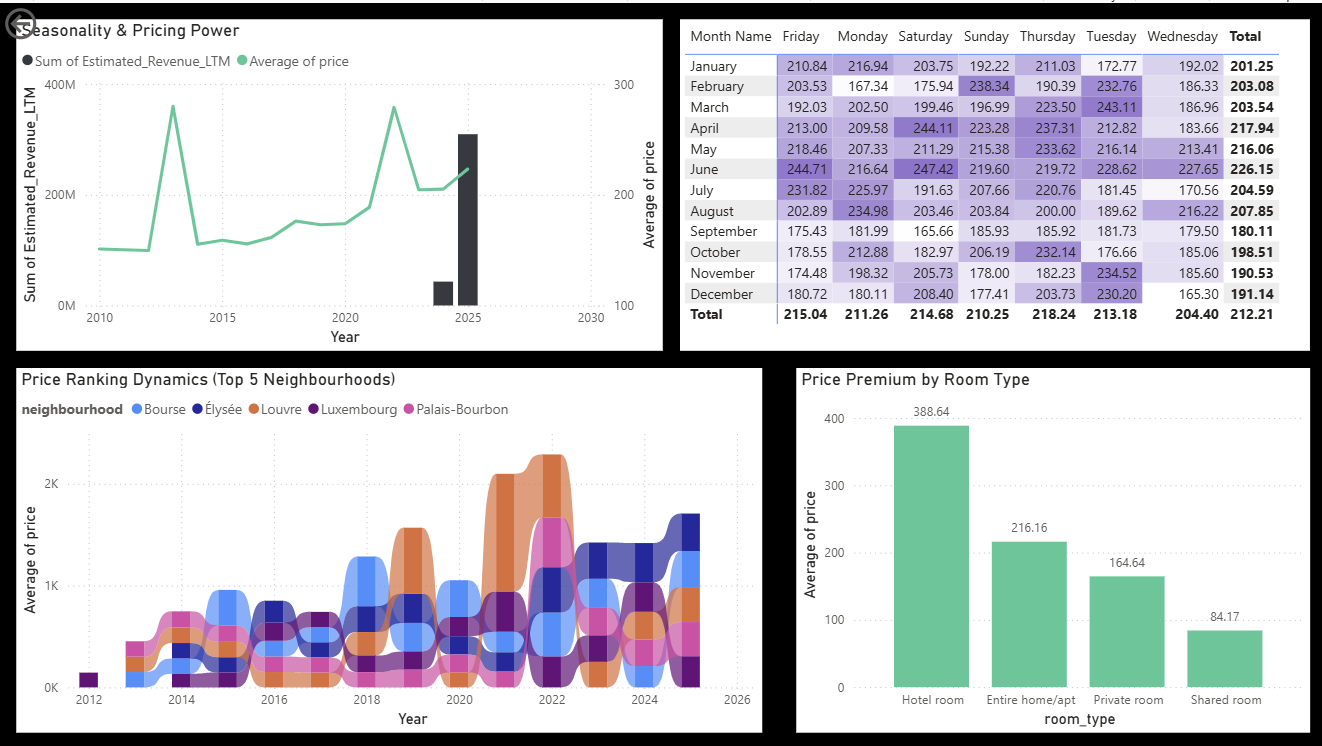 Seasonality & Pricing Power
Sum of Estimated_Revenue_LTM Average of price
400M 300
200M 200
0M 100
Sum of Estimated_Revenue_LTM
Average of price
2010 2015 2020 2025 2030
Year
Month Name Friday Monday Saturday Sunday Thursday Tuesday Wednesday Total
January 210.84 216.94 203.75 192.22 211.03 172.77 192.02 201.25
February 203.53 167.34 175.94 238.34 190.39 232.76 186.33 203.08
March 192.03 202.50 199.46 196.99 223.50 243.11 186.96 203.54
April 213.00 209.58 244.11 223.28 237.31 212.82 183.66 217.94
May 218.46 207.33 211.29 215.38 233.62 216.14 213.41 216.06
June 244.71 216.64 247.42 219.60 219.72 228.62 227.65 226.15
July 231.82 225.97 191.63 207.66 220.76 181.45 170.56 204.59
August 202.89 234.98 203.46 203.84 200.00 189.62 216.22 207.85
September 175.43 181.99 165.66 185.93 185.92 181.73 179.50 180.11
October 178.55 212.88 182.97 206.19 232.14 176.66 185.06 198.51
November 174.48 198.32 205.73 178.00 182.23 234.52 185.60 190.53
December 180.72 180.11 208.40 177.41 203.73 230.20 165.30 191.14
Total 215.04 211.26 214.68 210.25 218.24 213.18 204.40 212.21
Price Ranking Dynamics (Top 5 Neighbourhoods)
neighbourhood Bourse Élysée Louvre Luxembourg Palais-Bourbon
2K
1K
0K
Average of price
2012 2014 2016 2018 2020 2022 2024 2026
Year
Price Premium by Room Type
400
300
200
100
0
Average of price
388.64
216.16
164.64
84.17
Hotel room Entire home/apt Private room Shared room
room_type